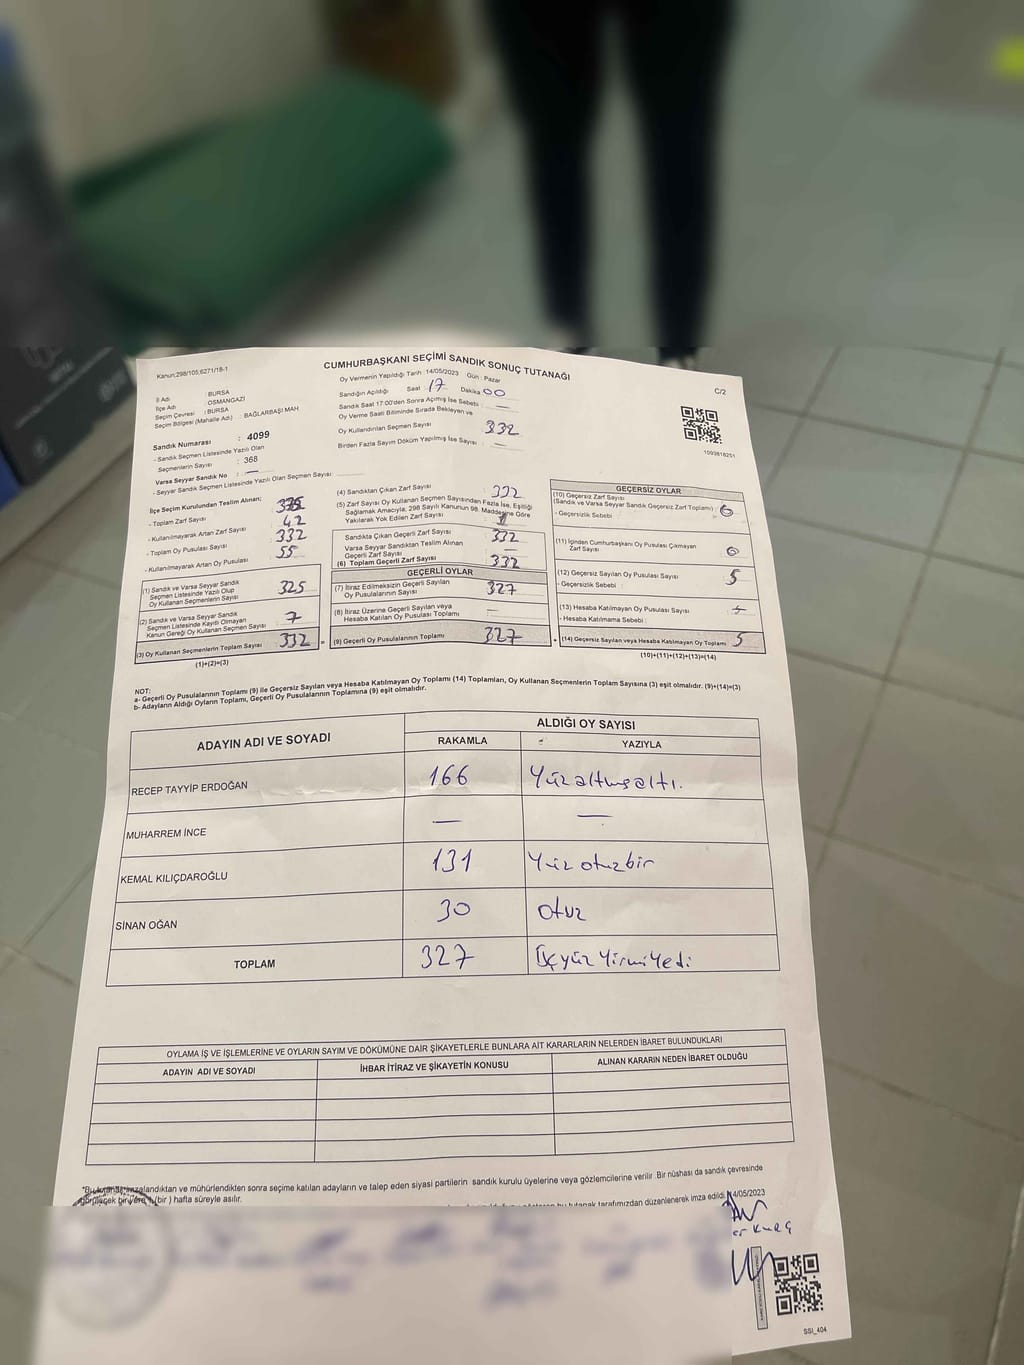 Kanun;298/105,6271/18-1
CUMHURBAŞKANI SEÇİMİ SANDIK SONUÇ TUTANAĞI
C/2
İl Adı : BURSA
İlçe Adı : OSMANGAZİ
Seçim Çevresi : BURSA
Seçim Bölgesi (Mahalle Adı) : BAĞLARBAŞI MAH
Sandık Numarası : 4099
- Sandık Seçmen Listesinde Yazılı Olan
Seçmenlerin Sayısı : 368
Varsa Seyyar Sandık No : —
- Seyyar Sandık Seçmen Listesinde Yazılı Olan Seçmen Sayısı:
Oy Vermenin Yapıldığı Tarih :14/05/2023 Gün : Pazar
Sandığın Açıldığı Saat 17 Dakika 00
Sandık Saat 17:00'den Sonra Açılmış İse Sebebi —
Oy Verme Saati Bitiminde Sırada Bekleyen ve
Oy Kullandırılan Seçmen Sayısı 332
Birden Fazla Sayım Döküm Yapılmış İse Sayısı : —
1093818251
İlçe Seçim Kurulundan Teslim Alınan;
- Toplam Zarf Sayısı
- Kullanılmayarak Artan Zarf Sayısı 42
- Toplam Oy Pusulası Sayısı 332
- Kullanılmayarak Artan Oy Pusulası 55
(1) Sandık ve Varsa Seyyar Sandık
Seçmen Listesinde Yazılı Olup
Oy Kullanan Seçmenlerin Sayısı 325
(2) Sandık ve Varsa Seyyar Sandık
Seçmen Listesinde Kayıtlı Olmayan
Kanun Gereği Oy Kullanan Seçmen Sayısı 7
(3) Oy Kullanan Seçmenlerin Toplam Sayısı 332 =
(1)+(2)=(3)
(4) Sandıktan Çıkan Zarf Sayısı 332
(5) Zarf Sayısı Oy Kullanan Seçmen Sayısından Fazla İse, Eşitliği
Sağlamak Amacıyla; 298 Sayılı Kanunun 98. Maddesine Göre
Yakılarak Yok Edilen Zarf Sayısı :
Sandıkta Çıkan Geçerli Zarf Sayısı 332
Varsa Seyyar Sandıktan Teslim Alınan
Geçerli Zarf Sayısı —
(6) Toplam Geçerli Zarf Sayısı 332
GEÇERLİ OYLAR
(7) İtiraz Edilmeksizin Geçerli Sayılan
Oy Pusulasının Sayısı 327
(8) İtiraz Üzerine Geçerli Sayılan veya
Hesaba Katılan Oy Pusulası Toplamı —
(9) Geçerli Oy Pusulalarının Toplamı 327 +
GEÇERSİZ OYLAR
(10) Geçersiz Zarf Sayısı
(Sandık ve Varsa Seyyar Sandık Geçersiz Zarf Toplamı) :
- Geçersizlik Sebebi :
(11) İçinden Cumhurbaşkanı Oy Pusulası Çıkmayan
Zarf Sayısı
(12) Geçersiz Sayılan Oy Pusulası Sayısı 5
- Geçersizlik Sebebi :
(13) Hesaba Katılmayan Oy Pusulası Sayısı
- Hesaba Katılmama Sebebi :
(14) Geçersiz Sayılan veya Hesaba Katılmayan Oy Toplamı 5
(10)+(11)+(12)+(13)=(14)
NOT:
a- Geçerli Oy Pusulalarının Toplamı (9) ile Geçersiz Sayılan veya Hesaba Katılmayan Oy Toplamı (14) Toplamları, Oy Kullanan Seçmenlerin Toplam Sayısına (3) eşit olmalıdır. (9)+(14)=(3)
b- Adayların Aldığı Oyların Toplamı, Geçerli Oy Pusulalarının Toplamına (9) eşit olmalıdır.
ADAYIN ADI VE SOYADI
ALDIĞI OY SAYISI
RAKAMLA YAZIYLA
RECEP TAYYİP ERDOĞAN 166 Yüz altmış altı.
MUHARREM İNCE — —
KEMAL KILIÇDAROĞLU 131 Yüz otuz bir
SİNAN OĞAN 30 otuz
TOPLAM 327 Üç yüz Yirmi Yedi
OYLAMA İŞ VE İŞLEMLERİNE VE OYLARIN SAYIM VE DÖKÜMÜNE DAİR ŞİKAYETLERLE BUNLARA AİT KARARLARIN NELERDEN İBARET BULUNDUKLARI
ADAYIN ADI VE SOYADI İHBAR İTİRAZ VE ŞİKAYETİN KONUSU ALINAN KARARIN NEDEN İBARET OLDUĞU
*Bu tutanak imzalandıktan ve mühürlendikten sonra seçime katılan adayların ve talep eden siyasi partilerin sandık kurulu üyelerine veya gözlemcilerine verilir. Bir nüshası da sandık çevresinde
görülecek bir yere 1 (bir ) hafta süreyle asılır.
tutanak tarafımızdan düzenlenerek imza edildi. 14/05/2023
SSI_404